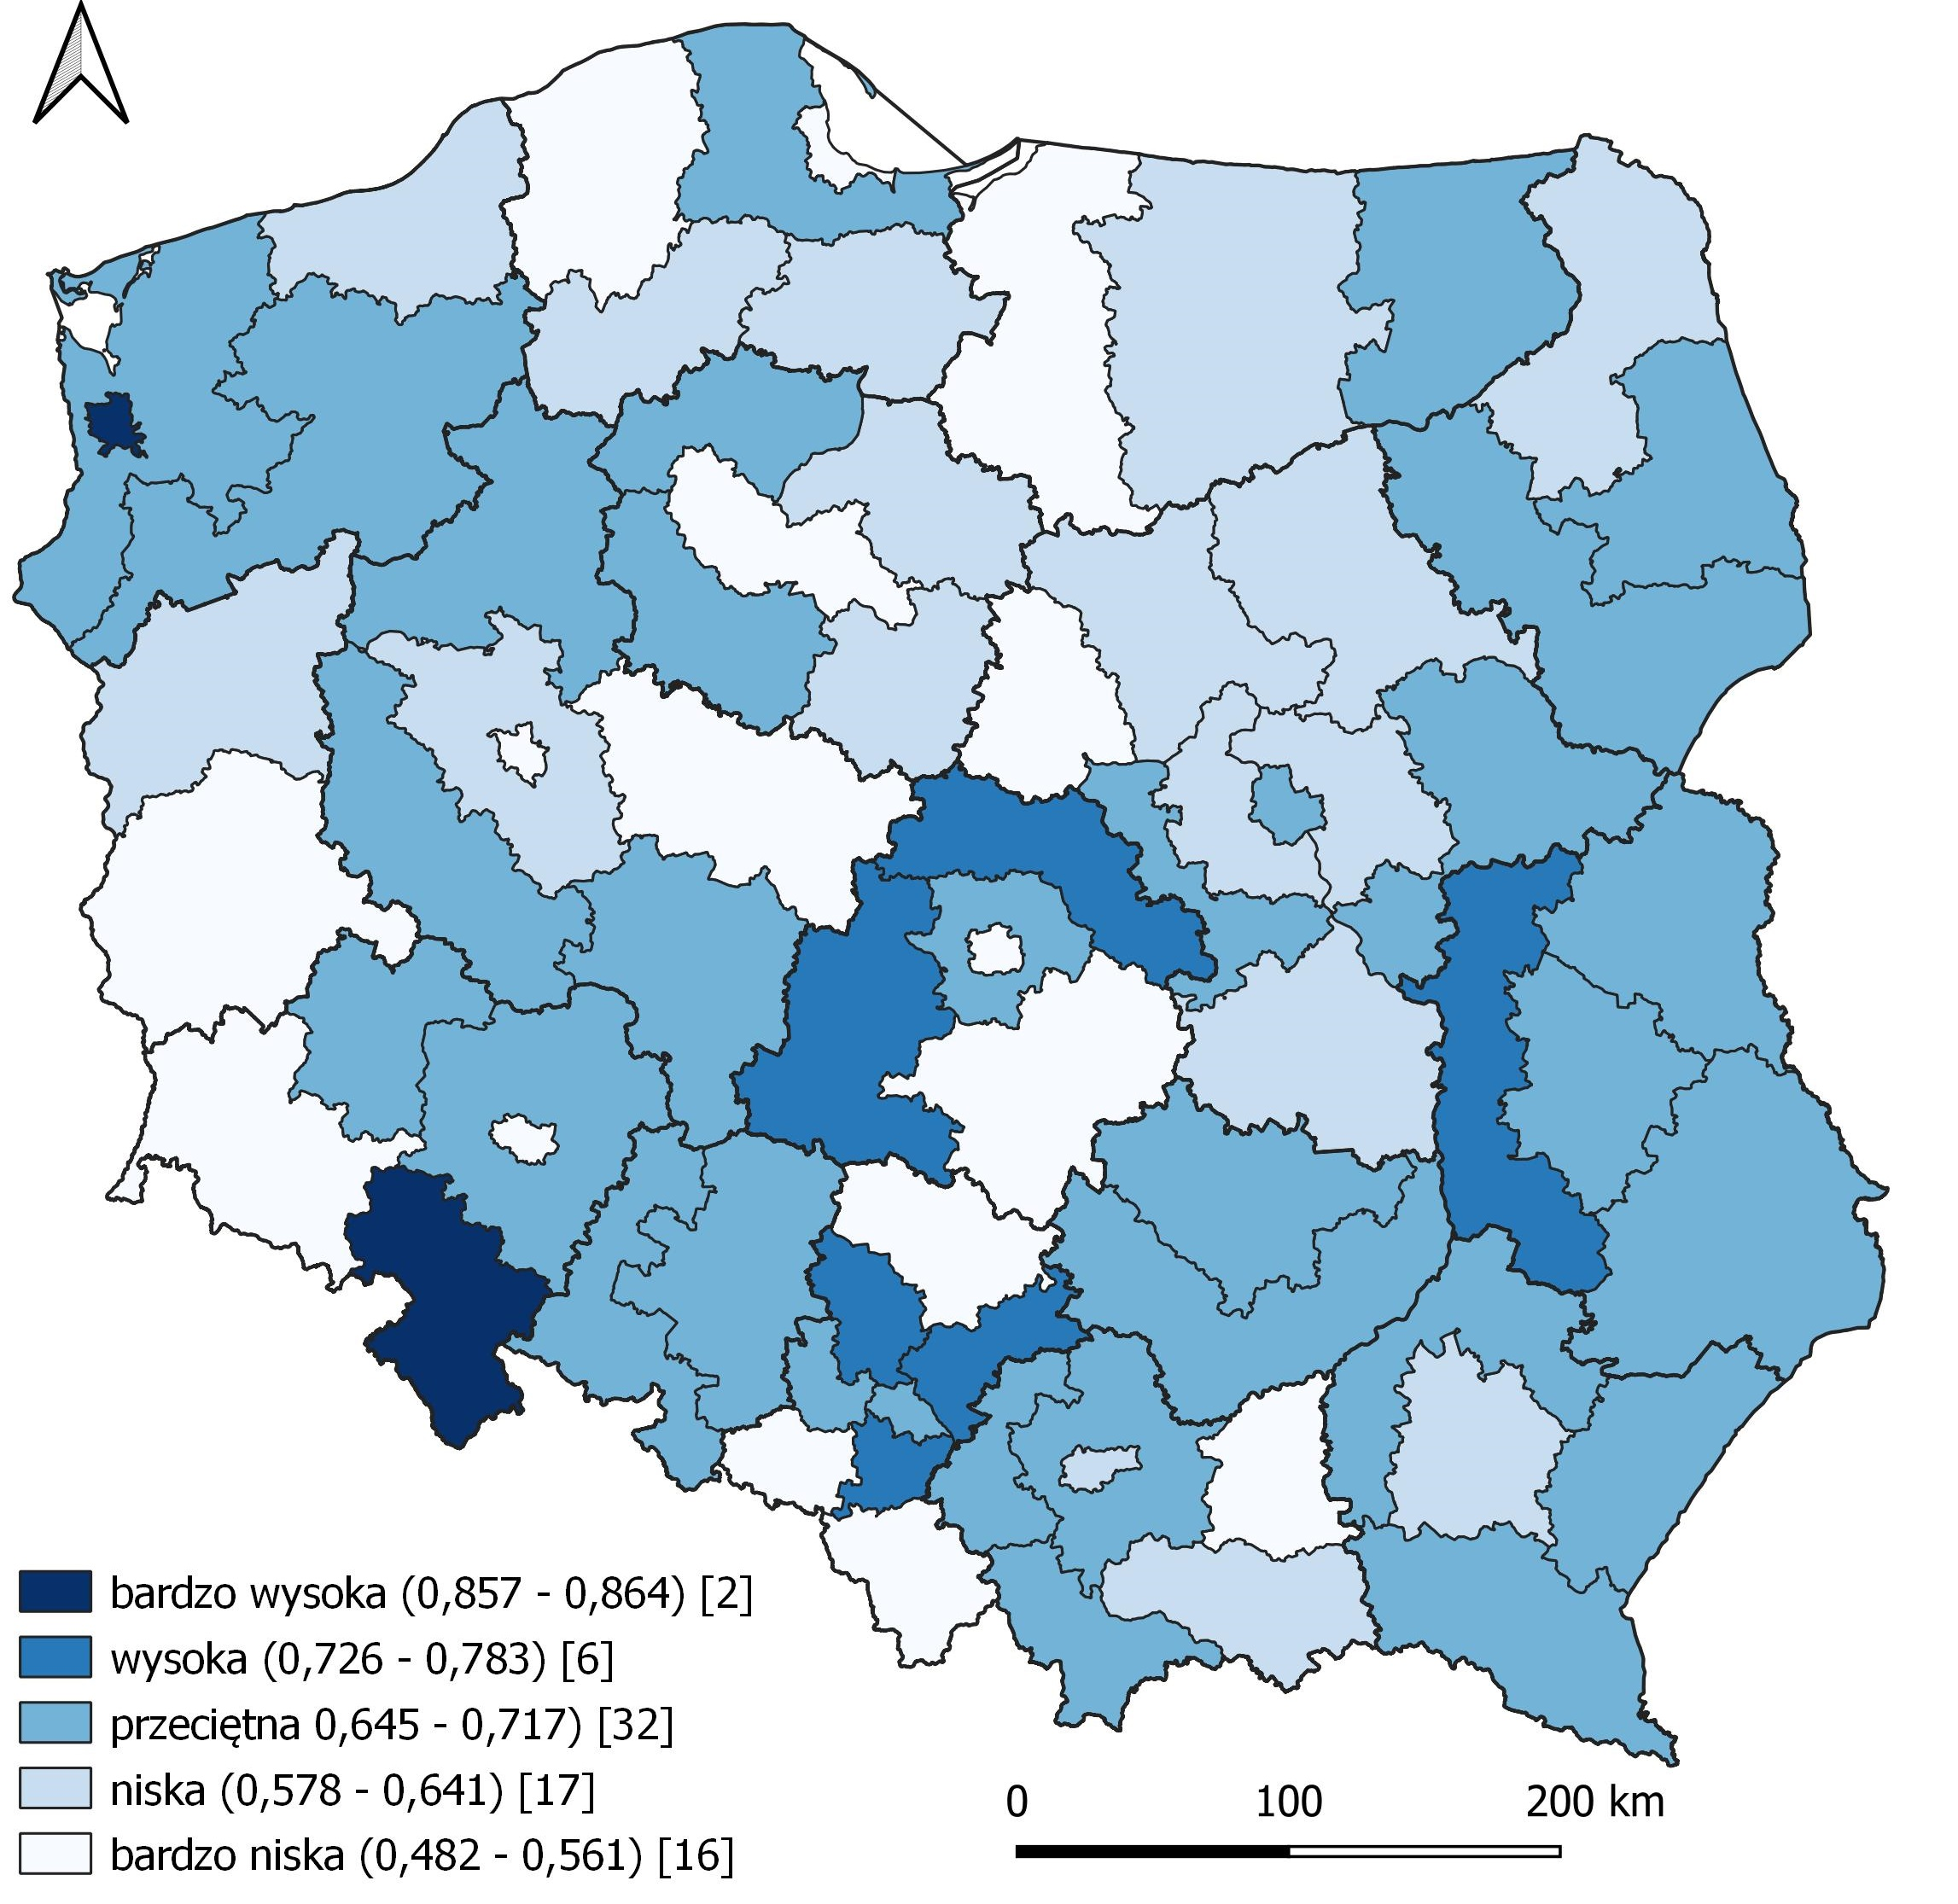 bardzo wysoka (0,857 - 0,864) [2]
wysoka (0,726 - 0,783) [6]
przeciętna 0,645 - 0,717) [32]
niska (0,578 - 0,641) [17]
bardzo niska (0,482 - 0,561) [16]
0 100 200 km